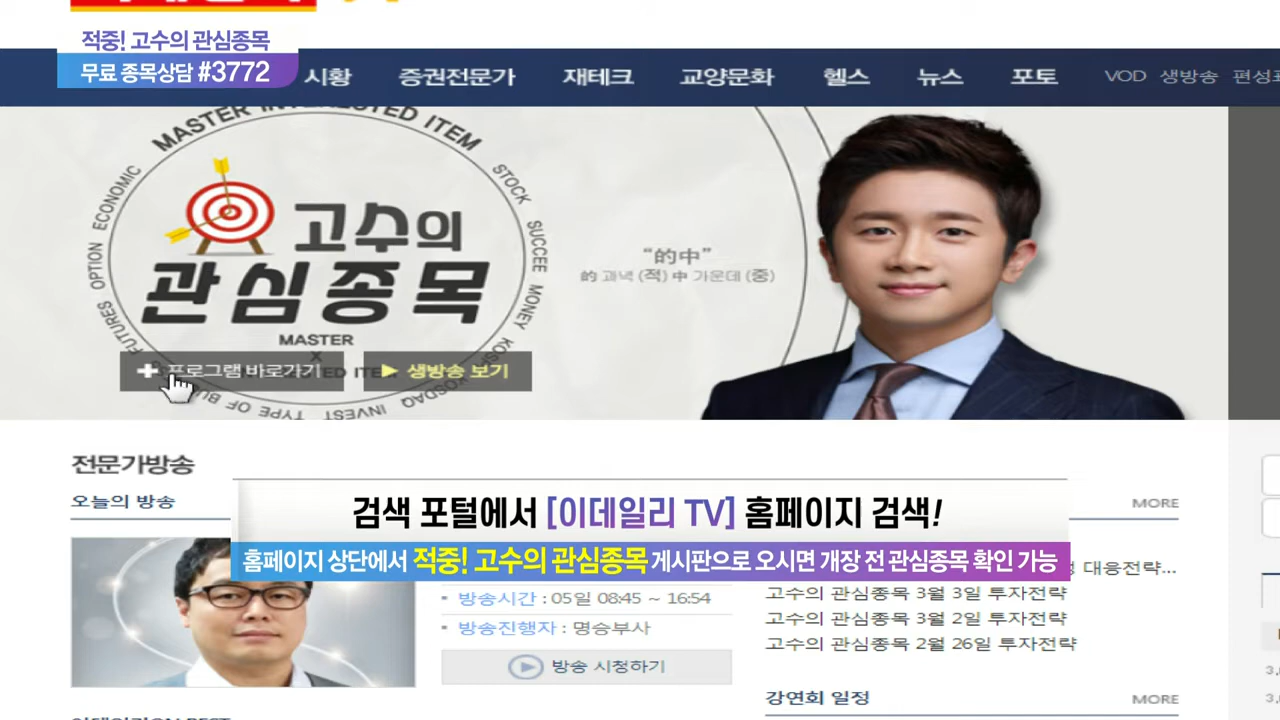 적중! 고수의 관심종목
무료 종목상담 #3772
시황 증권전문가 재테크 교양문화 헬스 뉴스 포토 VOD 생방송 편성표
MASTER INTERESTED ITEM
OPTION ECONOMIC
STOCK SUCCEE MONEY
고수의
관심종목
MASTER
X
"的中"
的 과녁 (적) 中 가운데 (중)
프로그램 바로가기
▶ 생방송 보기
FUTURES
KOSDAQ INVEST TYPE OF
전문가방송
오늘의 방송
MORE
검색 포털에서 [이데일리 TV] 홈페이지 검색!
홈페이지 상단에서 적중! 고수의 관심종목 게시판으로 오시면 개장 전 관심종목 확인 가능
대응전략...
방송시간 : 05일 08:45 ~ 16:54
방송진행자 : 명승부사
방송 시청하기
고수의 관심종목 3월 3일 투자전략
고수의 관심종목 3월 2일 투자전략
고수의 관심종목 2월 26일 투자전략
강연회 일정
MORE